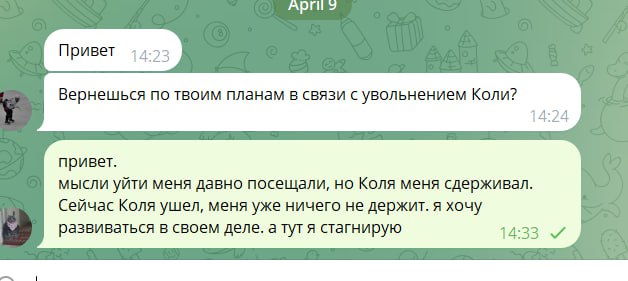 April 9
Привет 14:23
Вернешься по твоим планам в связи с увольнением Коли?
14:24
привет.
мысли уйти меня давно посещали, но Коля меня сдерживал.
Сейчас Коля ушел, меня уже ничего не держит. я хочу
развиваться в своем деле. а тут я стагнирую 14:33